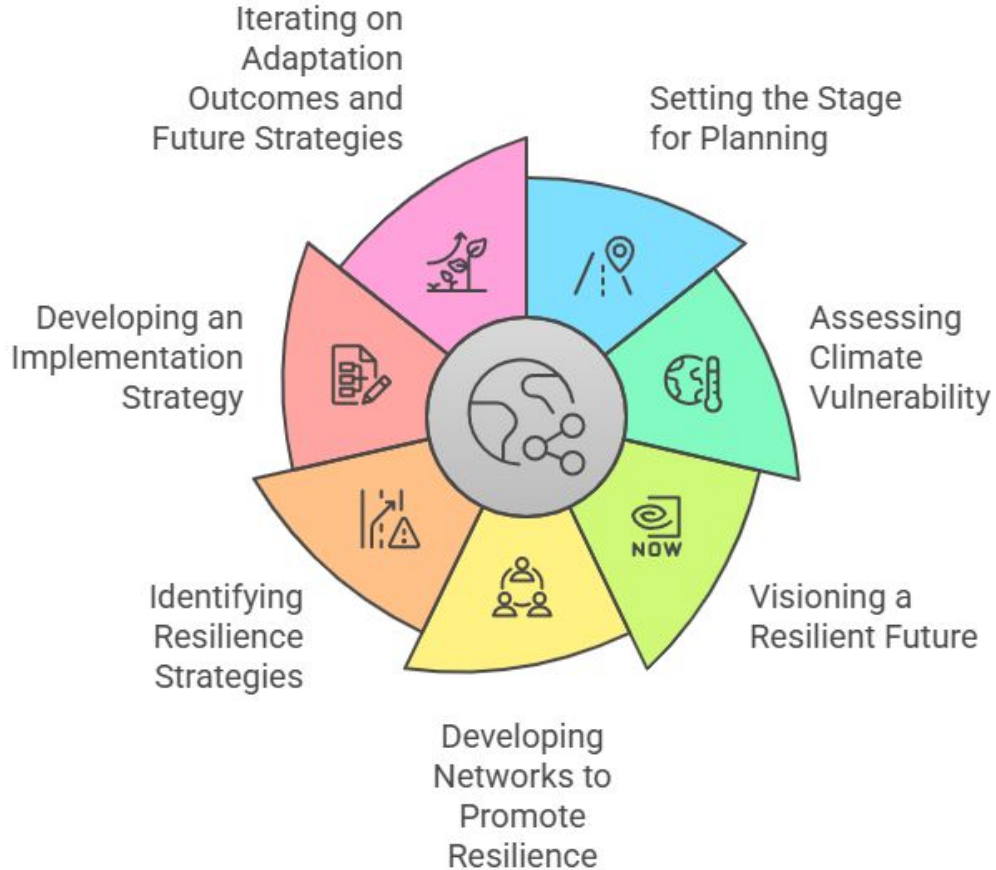 Iterating on
Adaptation
Outcomes and
Future Strategies
Setting the Stage
for Planning
Developing an
Implementation
Strategy
Assessing
Climate
Vulnerability
NOW
Identifying
Resilience
Strategies
Visioning a
Resilient Future
Developing
Networks to
Promote
Resilience